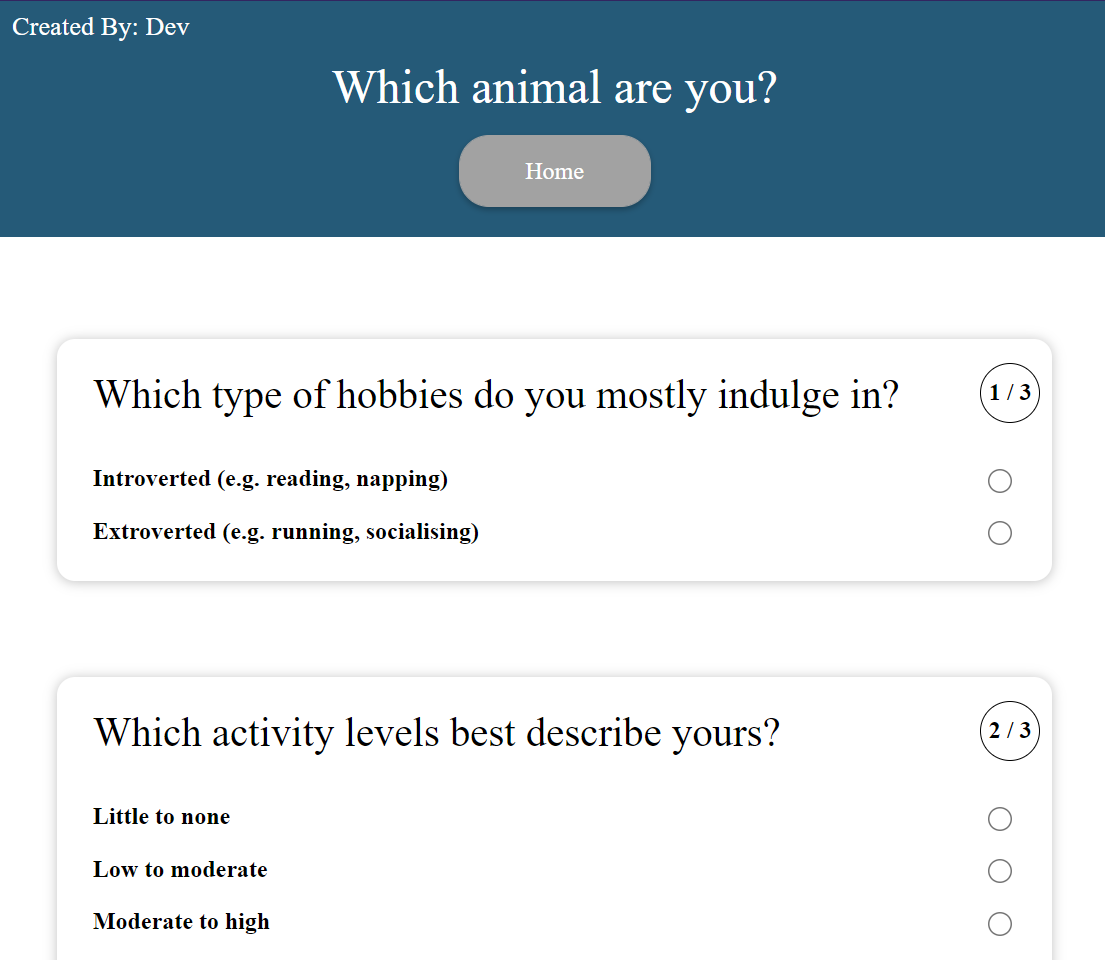 Created By: Dev
Which animal are you?
Home
Which type of hobbies do you mostly indulge in?
1 / 3
Introverted (e.g. reading, napping)
Extroverted (e.g. running, socialising)
Which activity levels best describe yours?
2 / 3
Little to none
Low to moderate
Moderate to high